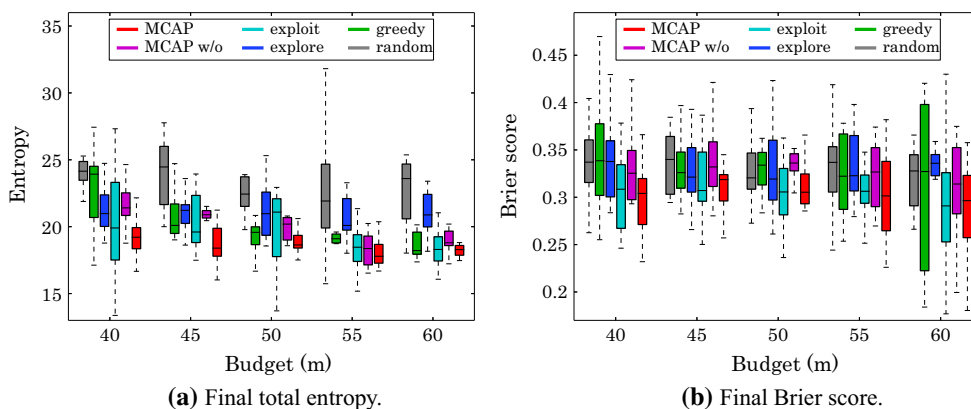 MCAP exploit greedy
MCAP w/o explore random
35
30
25
20
15
Entropy
40 45 50 55 60
Budget (m)
(a) Final total entropy.
MCAP exploit greedy
MCAP w/o explore random
0.45
0.4
0.35
0.3
0.25
0.2
Brier score
40 45 50 55 60
Budget (m)
(b) Final Brier score.